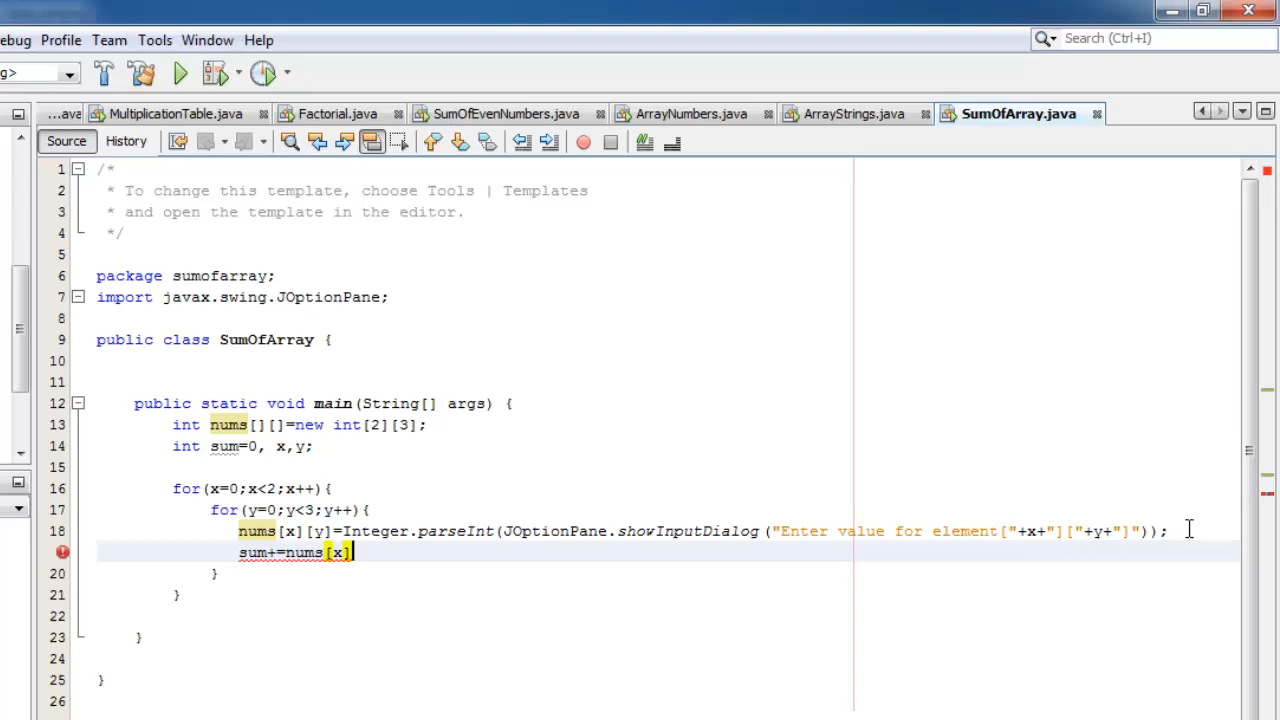 ebug Profile Team Tools Window Help
Search (Ctrl+I)
g>
...ava MultiplicationTable.java Factorial.java SumOfEvenNumbers.java ArrayNumbers.java ArrayStrings.java SumOfArray.java
Source History
1 /*
2 * To change this template, choose Tools | Templates
3 * and open the template in the editor.
4 */
5
6 package sumofarray;
7 import javax.swing.JOptionPane;
8
9 public class SumOfArray {
10
11
12 public static void main(String[] args) {
13 int nums[][]=new int[2][3];
14 int sum=0, x,y;
15
16 for(x=0;x<2;x++){
17 for(y=0;y<3;y++){
18 nums[x][y]=Integer.parseInt(JOptionPane.showInputDialog("Enter value for element["+x+"]["+y+"]"));
sum+=nums[x]
20 }
21 }
22
23 }
24
25 }
26